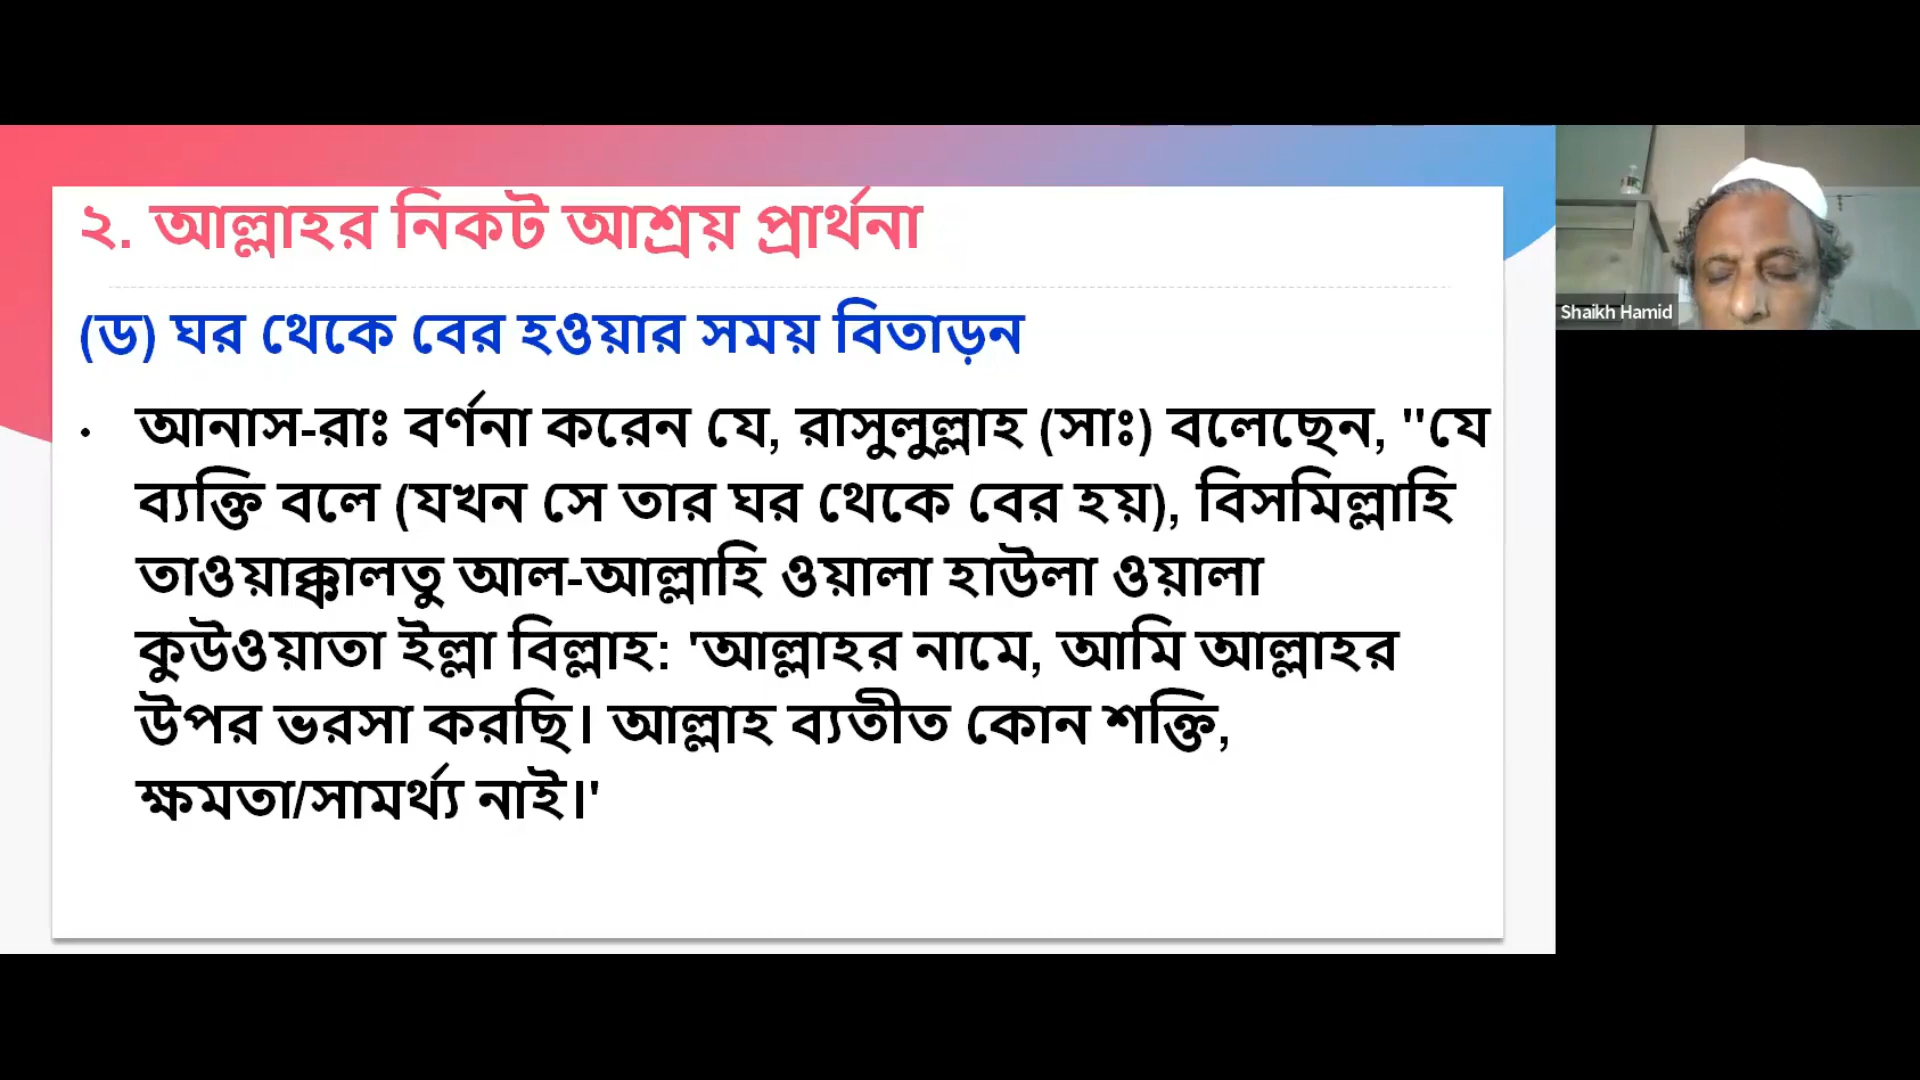 ২. আল্লাহর নিকট আশ্রয় প্রার্থনা
(ড) ঘর থেকে বের হওয়ার সময় বিতাড়ন
• আনাস-রাঃ বর্ণনা করেন যে, রাসুলুল্লাহ (সাঃ) বলেছেন, "যে
ব্যক্তি বলে (যখন সে তার ঘর থেকে বের হয়), বিসমিল্লাহি
তাওয়াক্কালতু আল-আল্লাহি ওয়ালা হাউলা ওয়ালা
কুউওয়াতা ইল্লা বিল্লাহ: 'আল্লাহর নামে, আমি আল্লাহর
উপর ভরসা করছি। আল্লাহ ব্যতীত কোন শক্তি,
ক্ষমতা/সামর্থ্য নাই।'
Shaikh Hamid